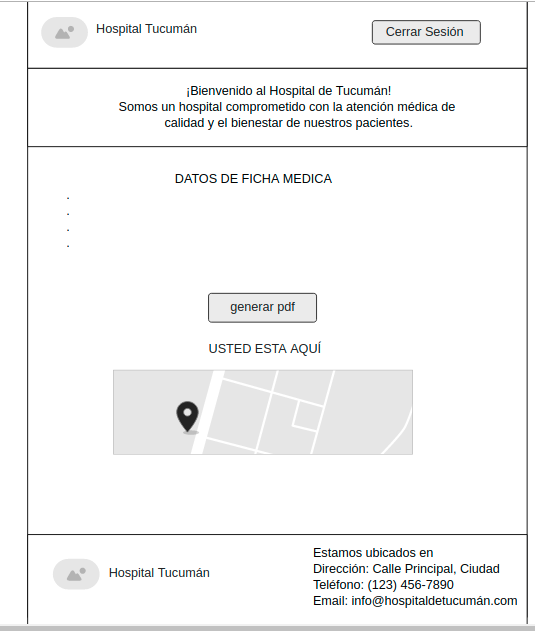 Hospital Tucumán
Cerrar Sesión
¡Bienvenido al Hospital de Tucumán!
Somos un hospital comprometido con la atención médica de
calidad y el bienestar de nuestros pacientes.
DATOS DE FICHA MEDICA
.
.
.
.
generar pdf
USTED ESTA AQUÍ
Hospital Tucumán
Estamos ubicados en
Dirección: Calle Principal, Ciudad
Teléfono: (123) 456-7890
Email: info@hospitaldetucumán.com